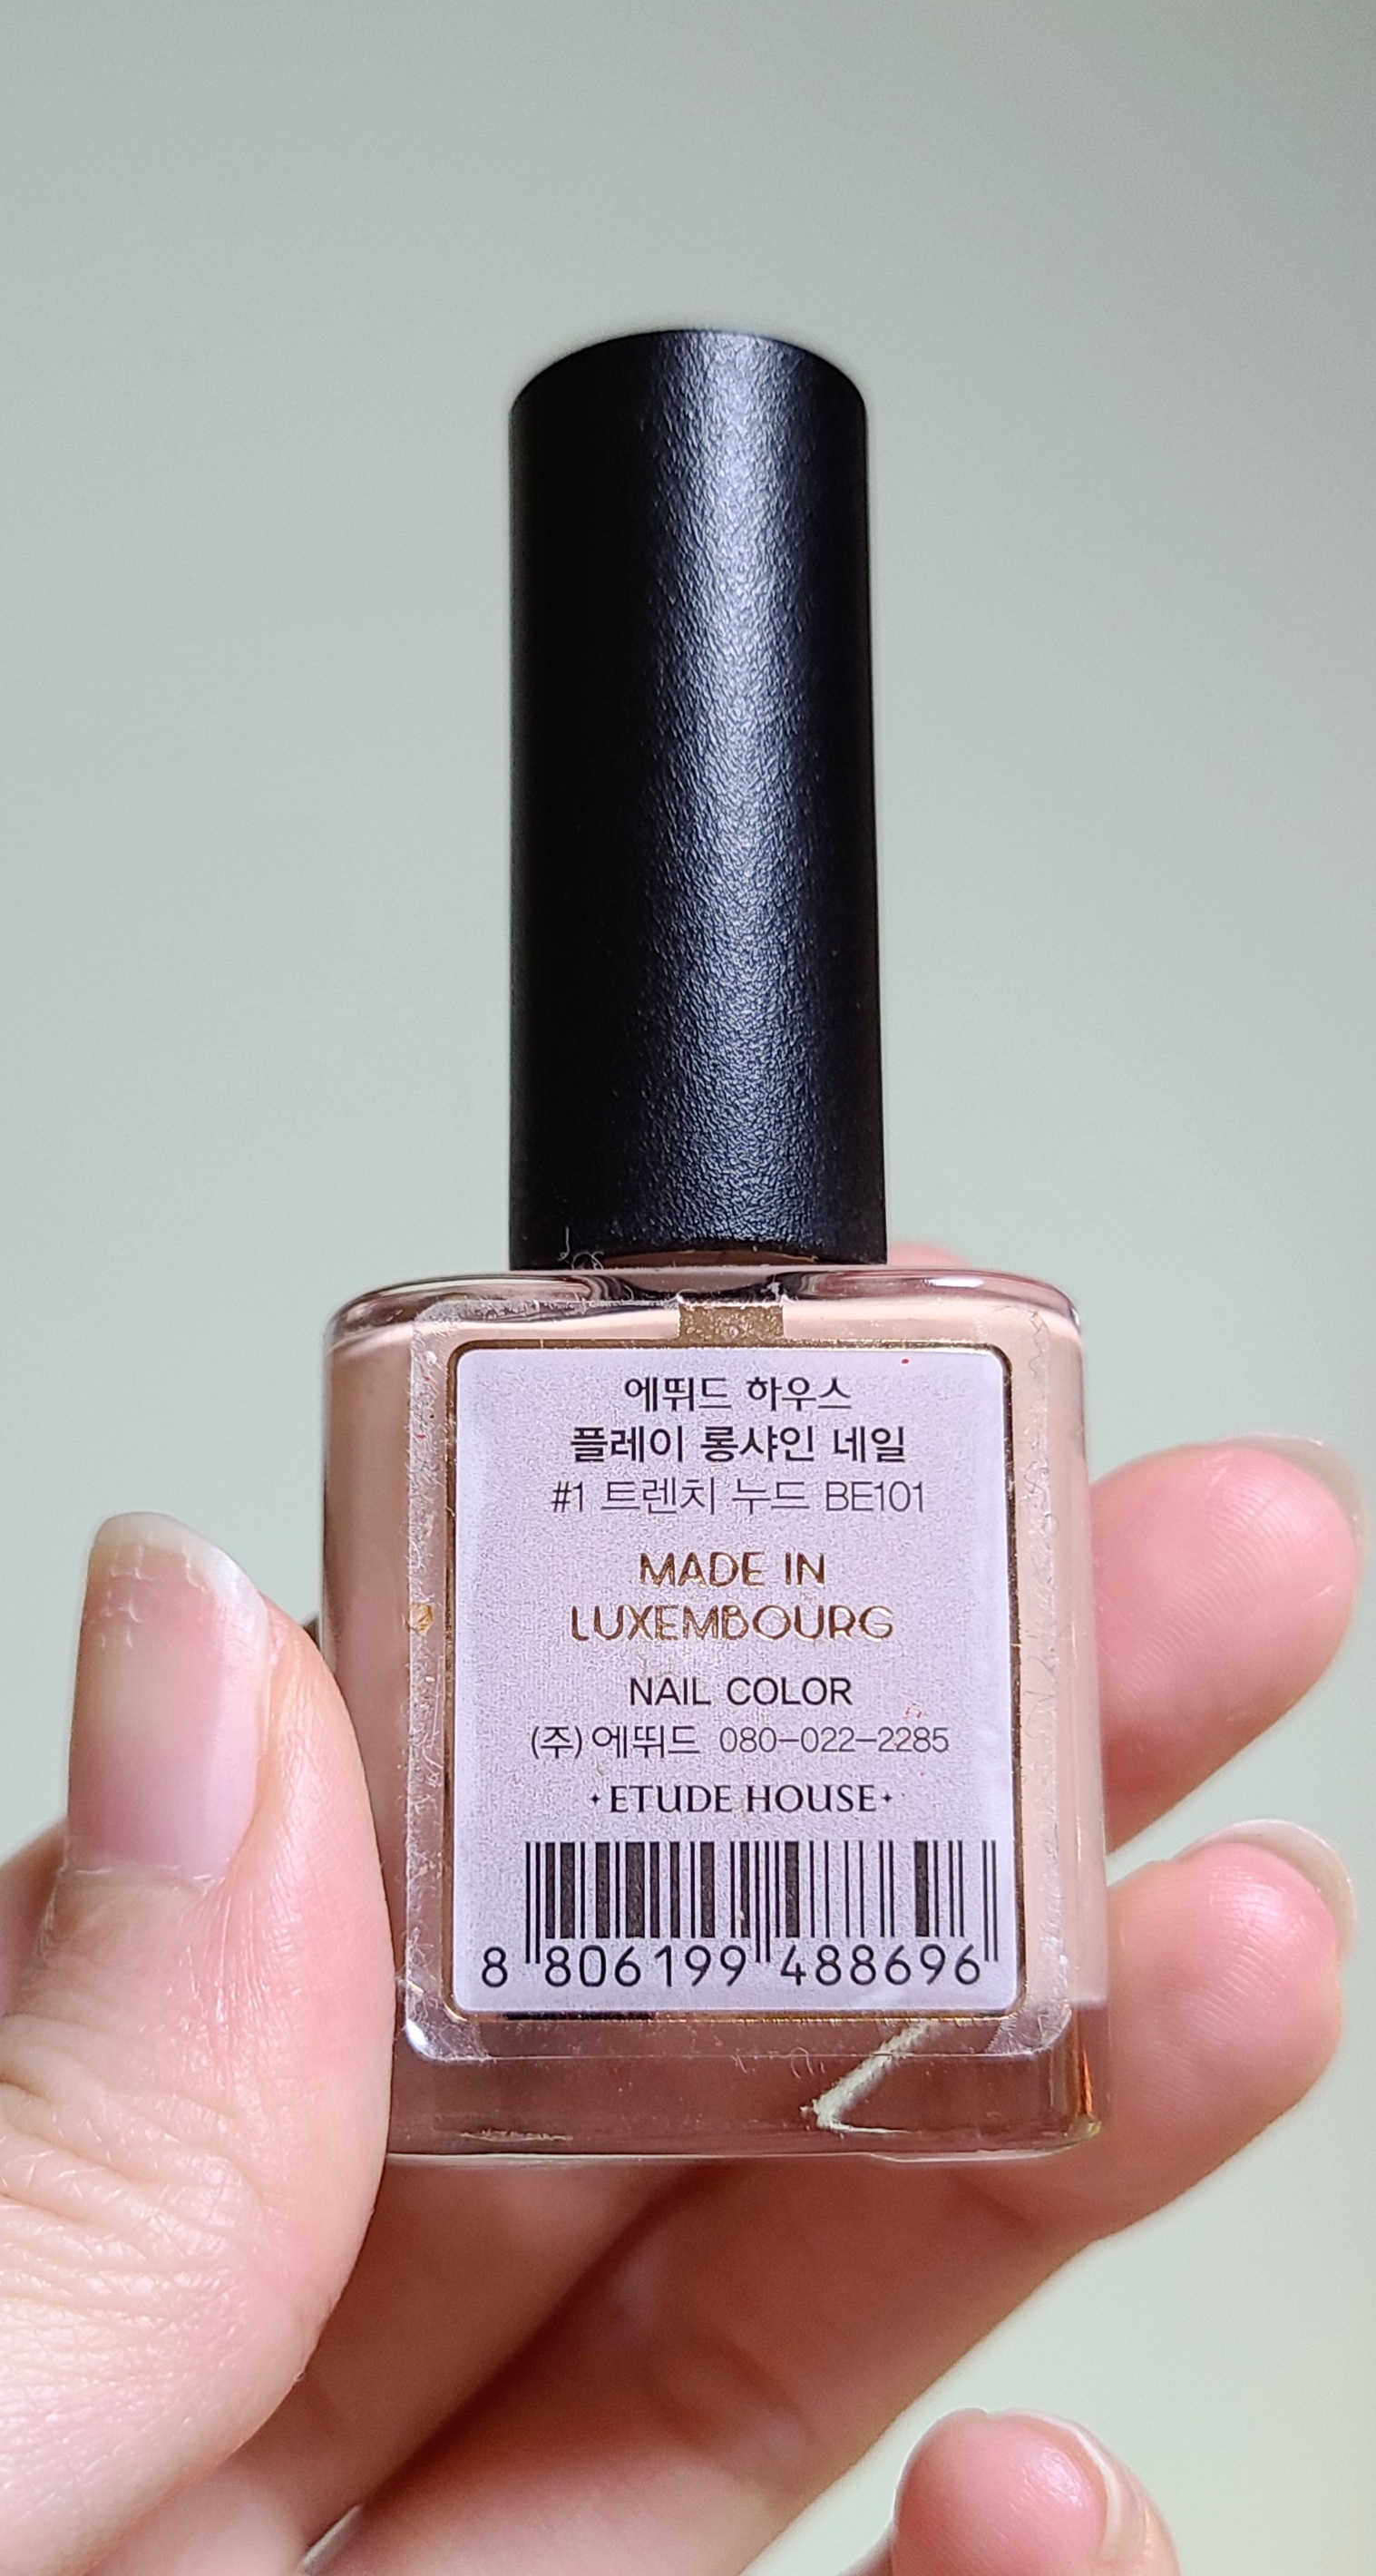 에뛰드 하우스
플레이 롱샤인 네일
#1 트렌치 누드 BE101
MADE IN
LUXEMBOURG
NAIL COLOR
(주) 에뛰드 080-022-2285
ETUDE HOUSE
8 806199 488696